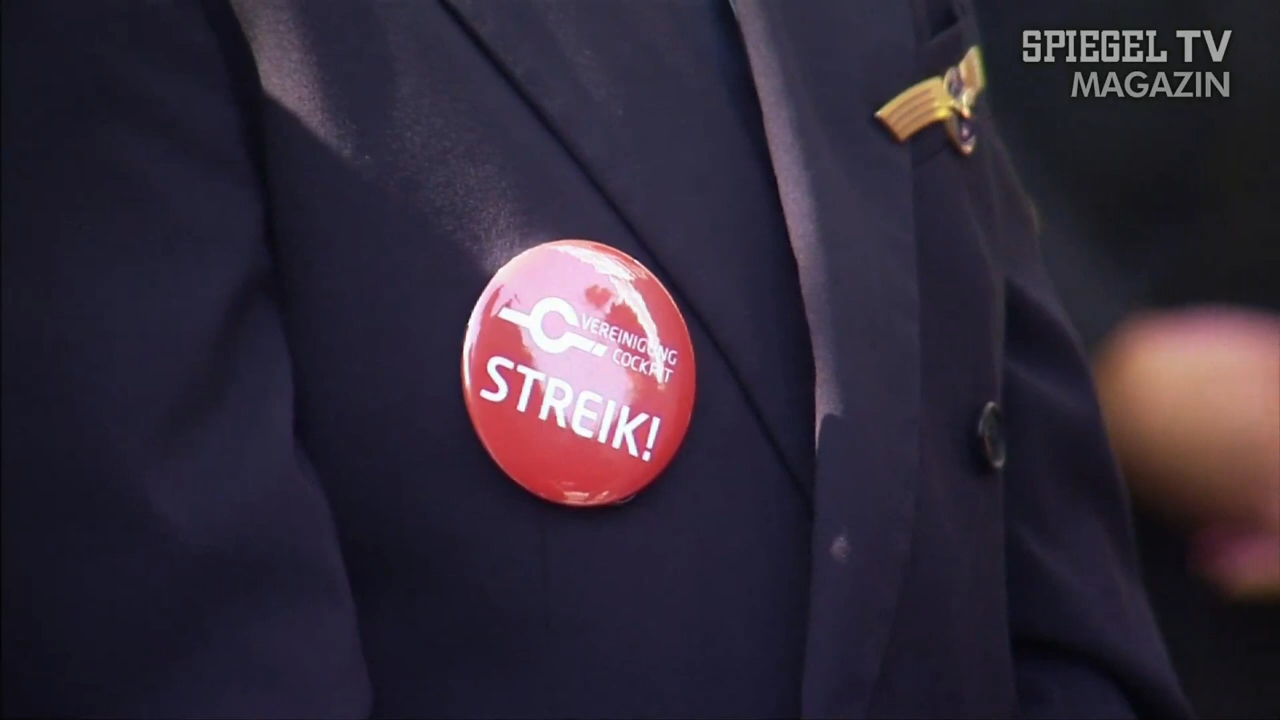 SPIEGEL TV
MAGAZIN
VEREINIGUNG
COCKPIT
STREIK!